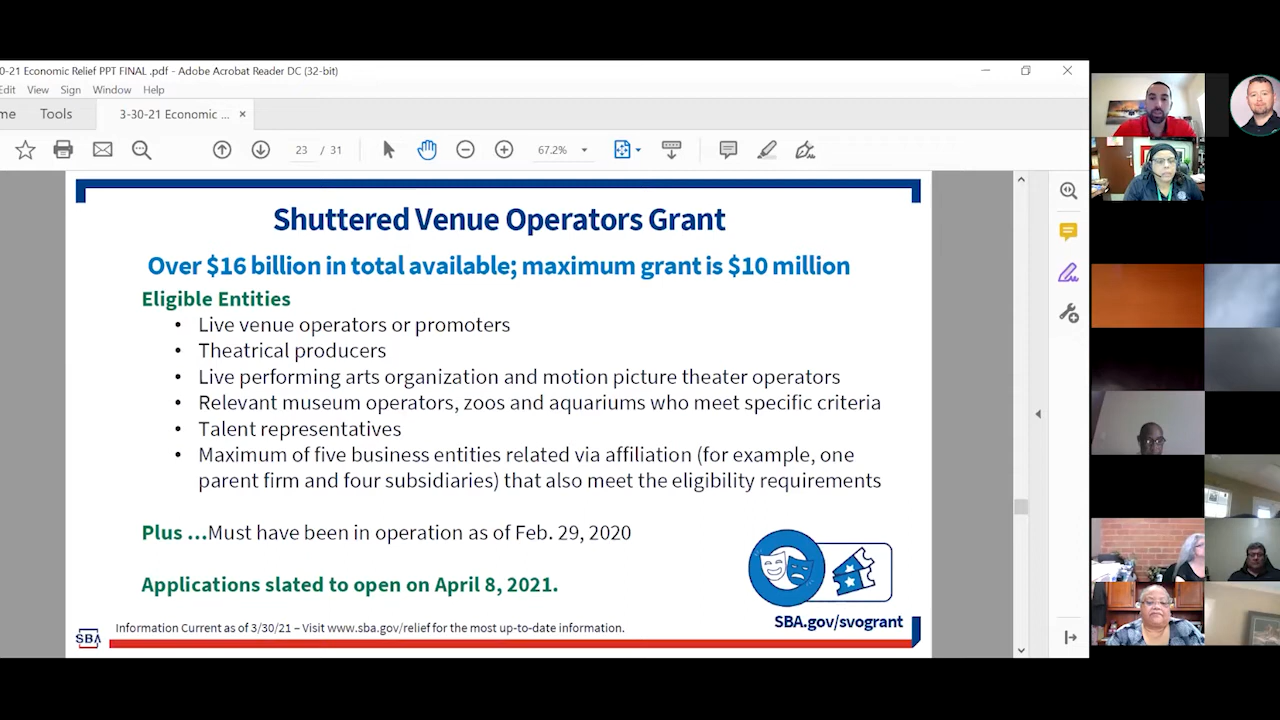 0-21 Economic Relief PPT FINAL .pdf - Adobe Acrobat Reader DC (32-bit)
Edit View Sign Window Help
me Tools 3-30-21 Economic ... ×
23 / 31 67.2%
Shuttered Venue Operators Grant
Over $16 billion in total available; maximum grant is $10 million
Eligible Entities
• Live venue operators or promoters
• Theatrical producers
• Live performing arts organization and motion picture theater operators
• Relevant museum operators, zoos and aquariums who meet specific criteria
• Talent representatives
• Maximum of five business entities related via affiliation (for example, one
parent firm and four subsidiaries) that also meet the eligibility requirements
Plus ...Must have been in operation as of Feb. 29, 2020
Applications slated to open on April 8, 2021.
SBA.gov/svogrant
SBA
Information Current as of 3/30/21 – Visit www.sba.gov/relief for the most up-to-date information.